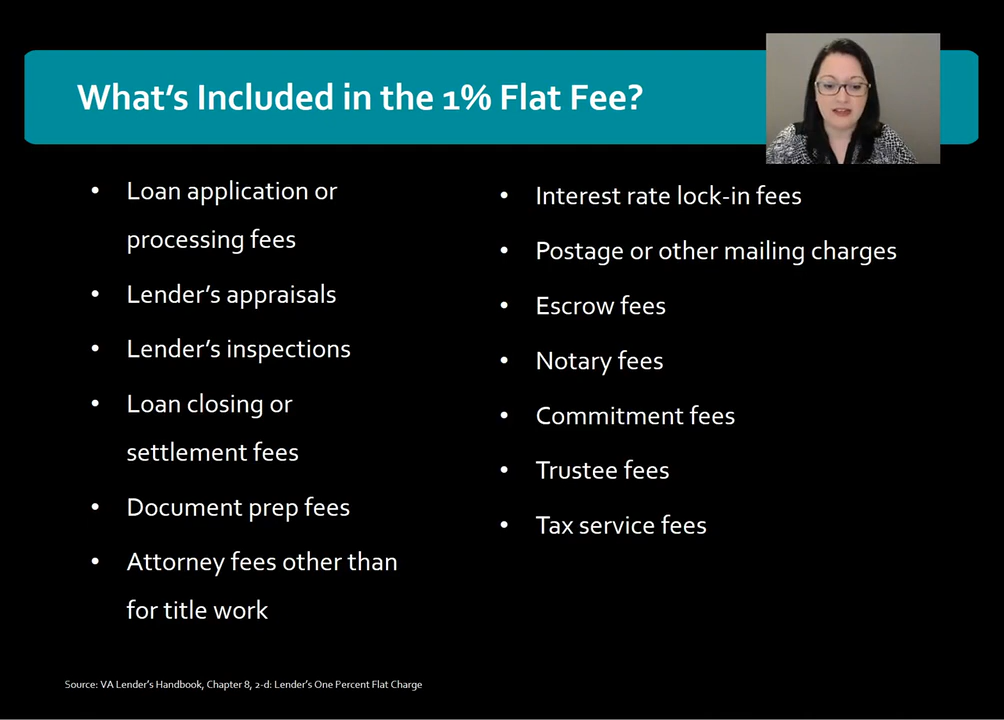 What's Included in the 1% Flat Fee?
• Loan application or
processing fees
• Lender's appraisals
• Lender's inspections
• Loan closing or
settlement fees
• Document prep fees
• Attorney fees other than
for title work
• Interest rate lock-in fees
• Postage or other mailing charges
• Escrow fees
• Notary fees
• Commitment fees
• Trustee fees
• Tax service fees
Source: VA Lender's Handbook, Chapter 8, 2-d: Lender's One Percent Flat Charge